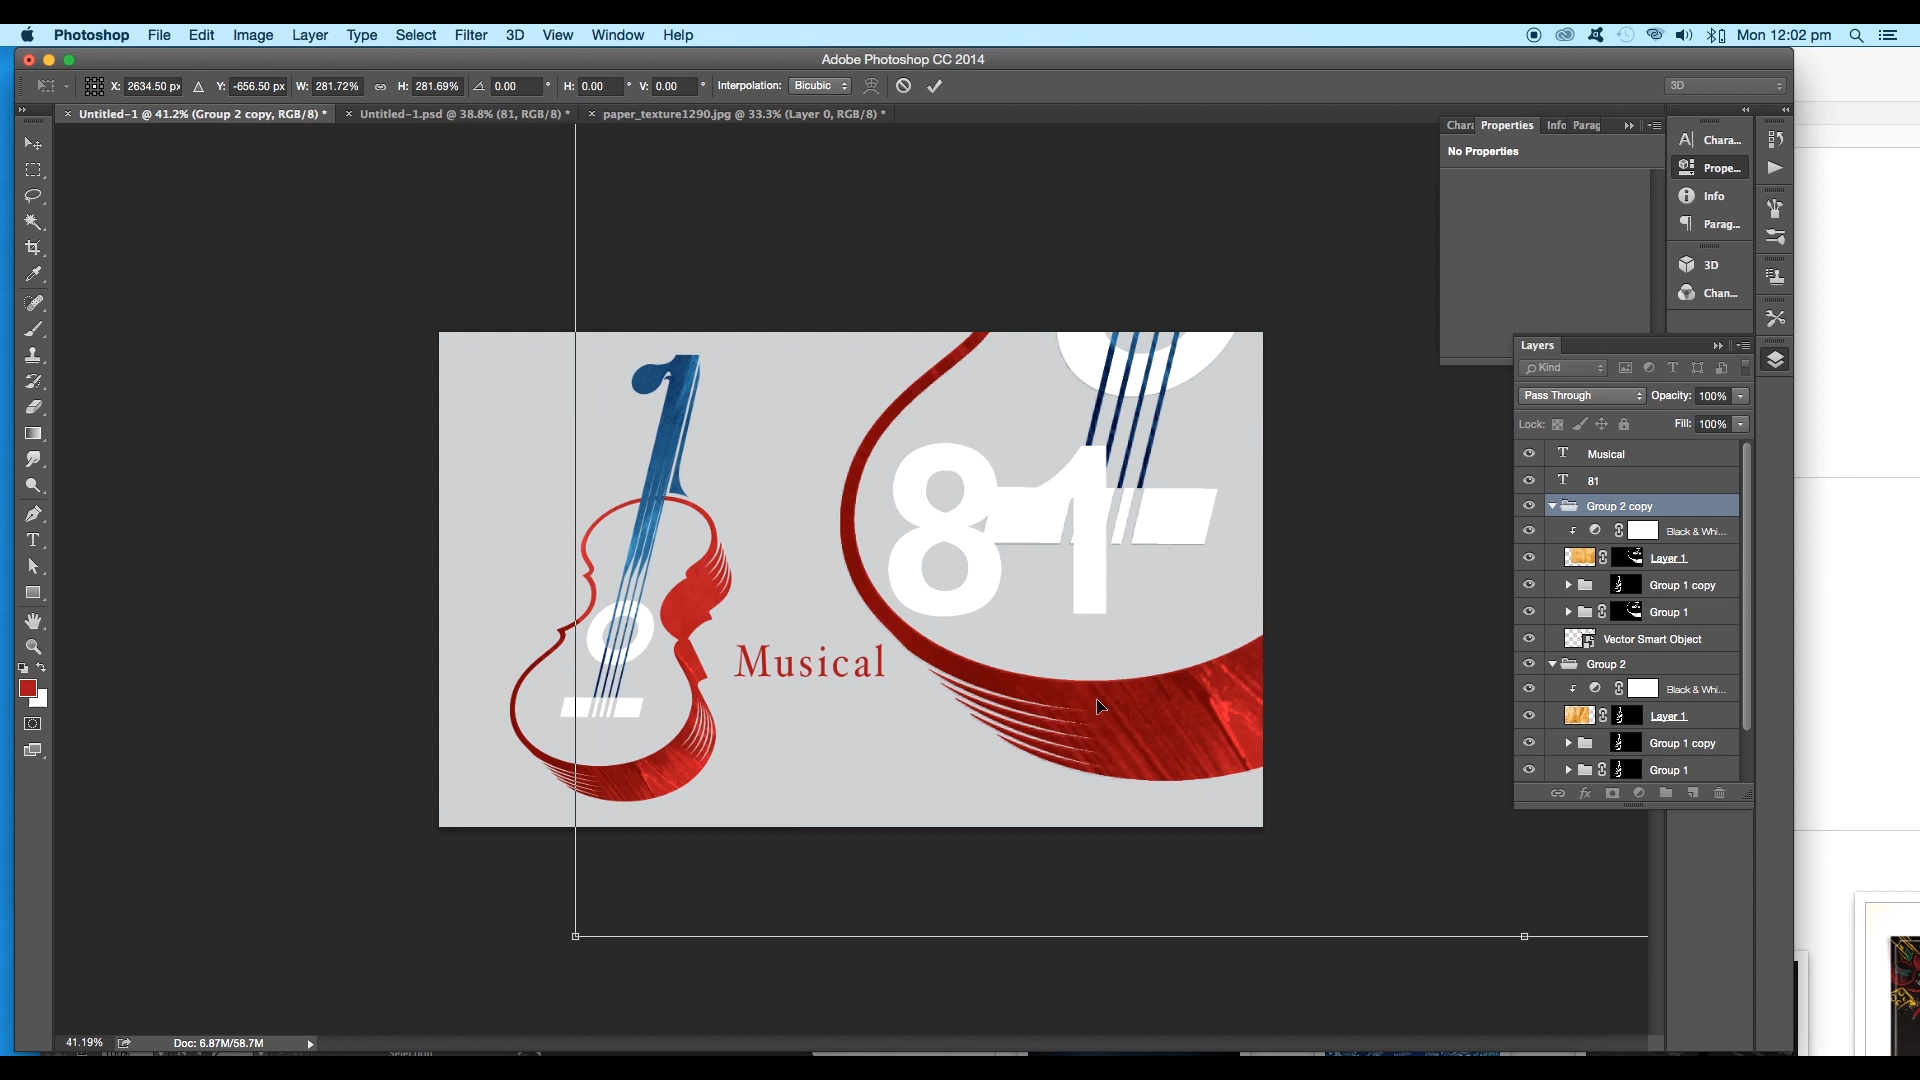 Photoshop File Edit Image Layer Type Select Filter 3D View Window Help Mon 12:02 pm
Adobe Photoshop CC 2014
X: 2634.50 px Y: -656.50 px W: 281.72% H: 281.69% 0.00 ° H: 0.00 ° V: 0.00 ° Interpolation: Bicubic 3D
× Untitled-1 @ 41.2% (Group 2 copy, RGB/8) * × Untitled-1.psd @ 38.8% (81, RGB/8) * × paper_texture1290.jpg @ 33.3% (Layer 0, RGB/8) *
Chara Properties Info Parag
No Properties
Chara...
Prope...
Info
Parag...
3D
Chan...
81
Musical
Layers
Kind
Pass Through Opacity: 100%
Lock: Fill: 100%
T Musical
T 81
Group 2 copy
Black & Whi...
Layer 1
Group 1 copy
Group 1
Vector Smart Object
Group 2
Black & Whi...
Layer 1
Group 1 copy
Group 1
fx
41.19% Doc: 6.87M/58.7M